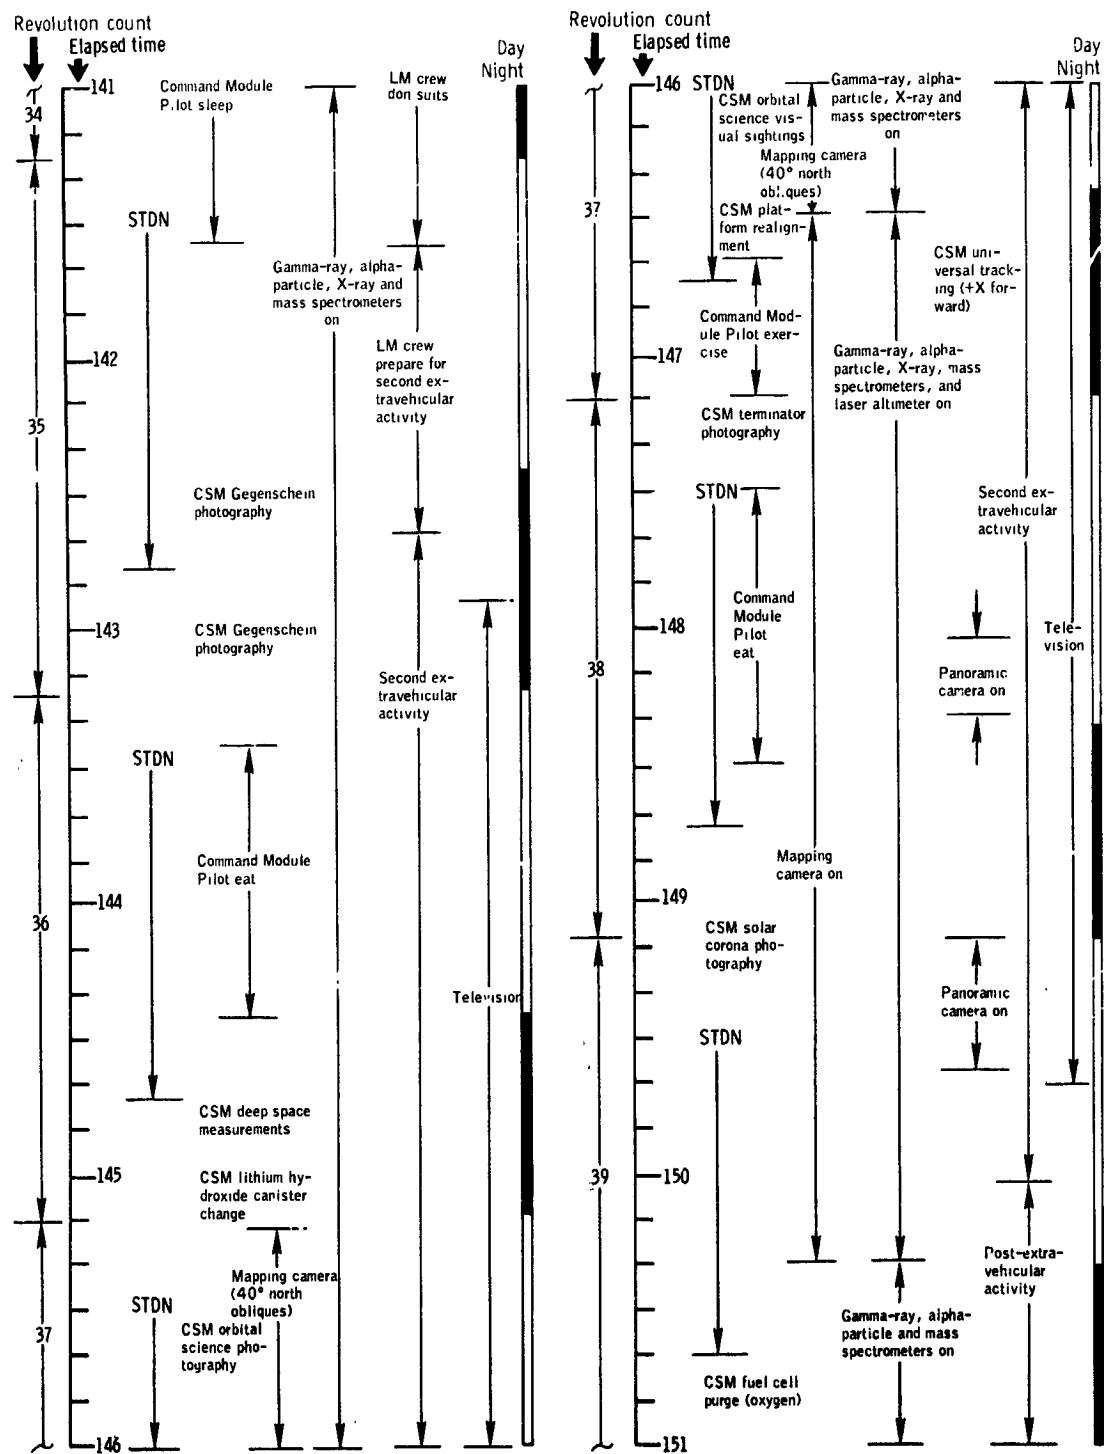 Revolution count
Elapsed time
Day
Night
141
34
Command Module
Pilot sleep
LM crew
don suits
STDN
Gamma-ray, alpha-
particle, X-ray and
mass spectrometers
on
142
LM crew
prepare for
second ex-
travehicular
activity
35
CSM Gegenschein
photography
143
CSM Gegenschein
photography
Second ex-
travehicular
activity
STDN
Command Module
Pilot eat
144
36
Television
CSM deep space
measurements
145
CSM lithium hy-
droxide canister
change
Mapping camera
(40° north
obliques)
STDN
37
CSM orbital
science pho-
tography
146
Revolution count
Elapsed time
Day
Night
146
STDN
CSM orbital
science vis-
ual sightings
Gamma-ray, alpha-
particle, X-ray and
mass spectrometers
on
Mapping camera
(40° north
obliques)
37
CSM plat-
form realign-
ment
CSM uni-
versal track-
ing (+X for-
ward)
Command Mod-
ule Pilot exer-
cise
147
Gamma-ray, alpha-
particle, X-ray, mass
spectrometers, and
laser altimeter on
CSM terminator
photography
STDN
Second ex-
travehicular
activity
Command
Module
Pilot
eat
148
Tele-
vision
38
Panoramic
camera on
Mapping
camera on
149
CSM solar
corona pho-
tography
Panoramic
camera on
STDN
150
39
Post-extra-
vehicular
activity
Gamma-ray, alpha-
particle and mass
spectrometers on
CSM fuel cell
purge (oxygen)
151